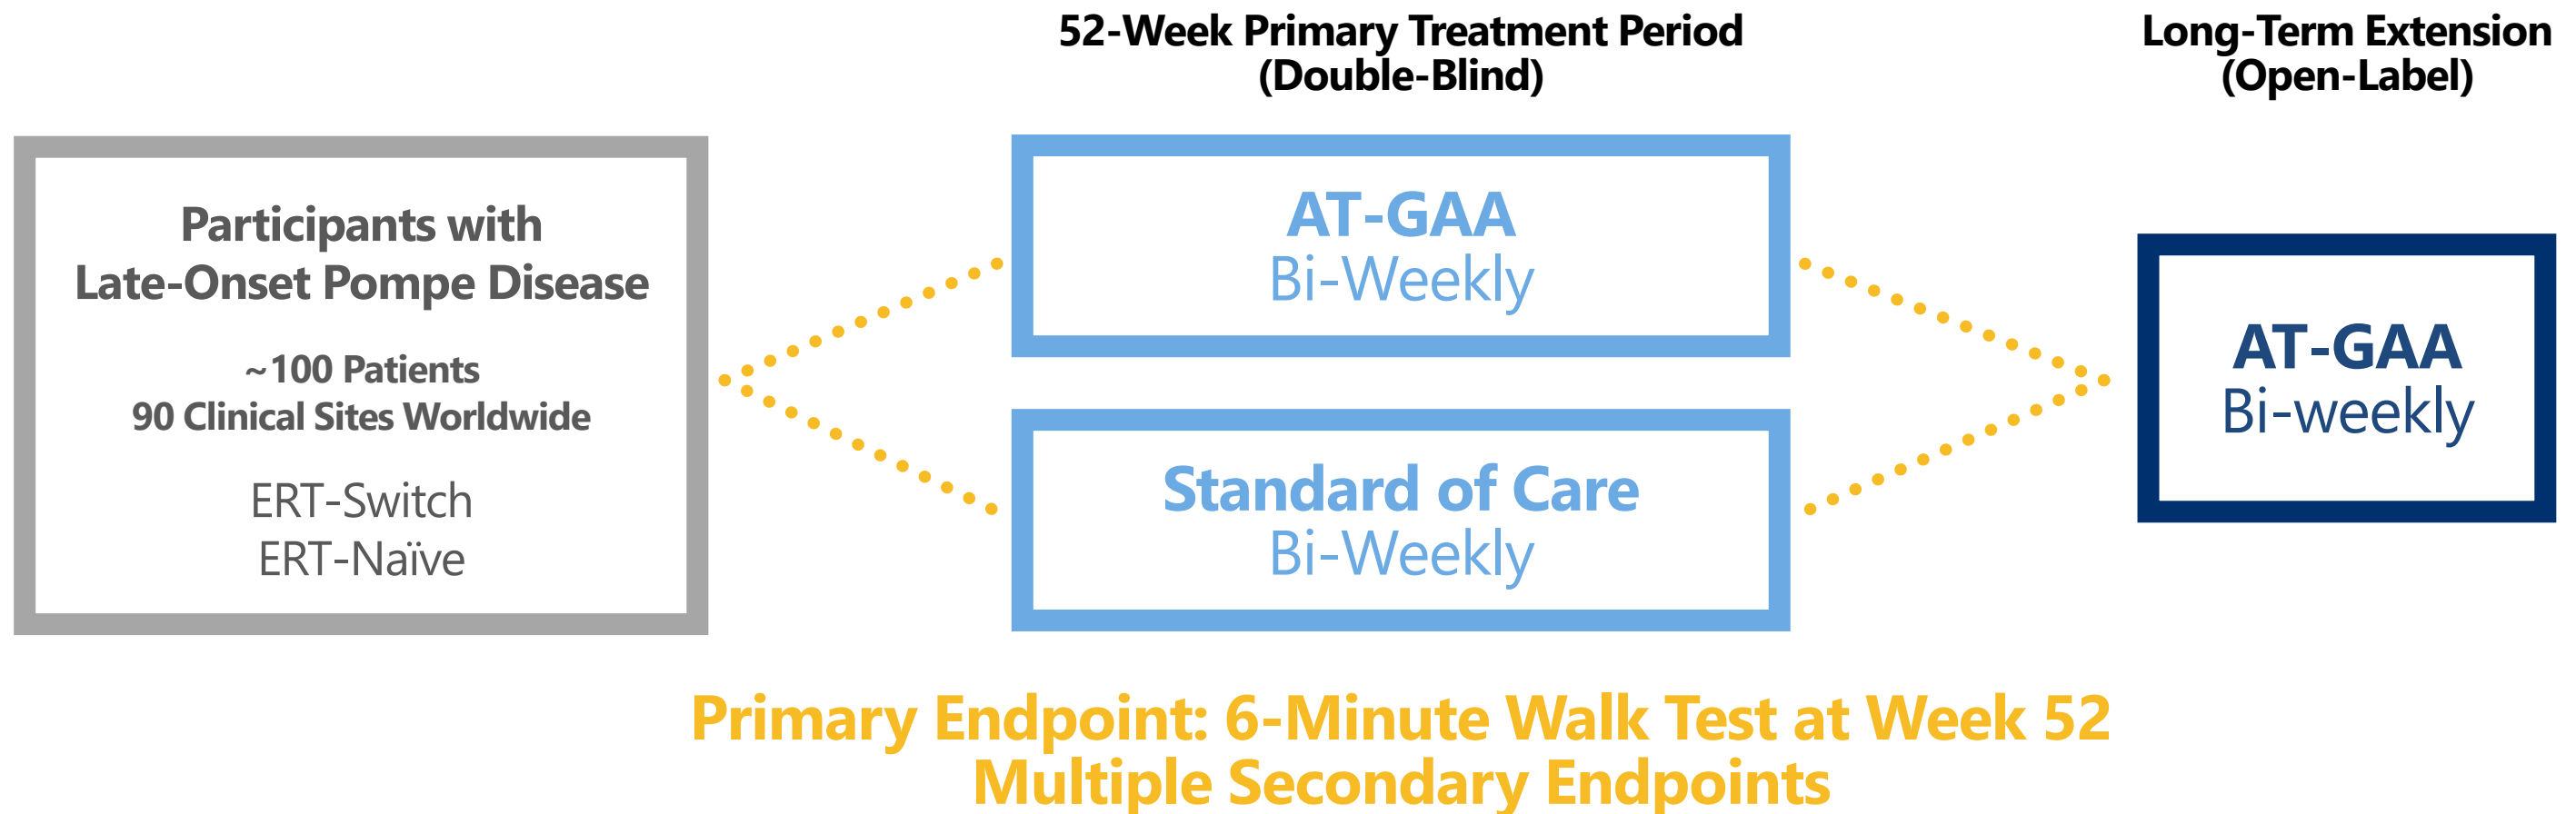 52-Week Primary Treatment Period
(Double-Blind)
Long-Term Extension
(Open-Label)
Participants with
Late-Onset Pompe Disease
~100 Patients
90 Clinical Sites Worldwide
ERT-Switch
ERT-Naïve
AT-GAA
Bi-Weekly
Standard of Care
Bi-Weekly
AT-GAA
Bi-weekly
Primary Endpoint: 6-Minute Walk Test at Week 52
Multiple Secondary Endpoints